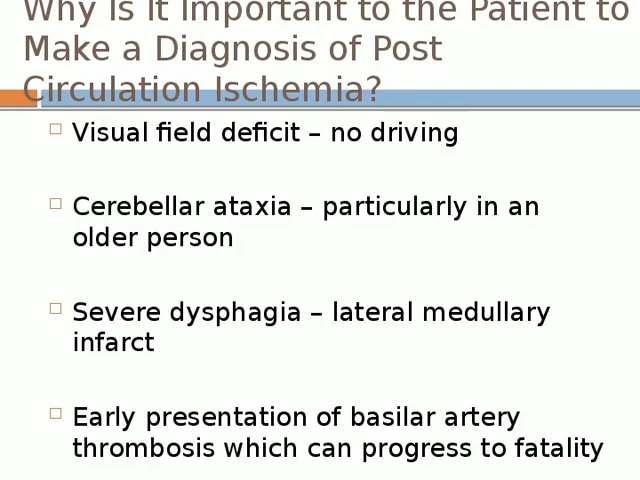 Why Is It Important to the Patient to
Make a Diagnosis of Post
Circulation Ischemia?
Visual field deficit – no driving
Cerebellar ataxia – particularly in an
older person
Severe dysphagia – lateral medullary
infarct
Early presentation of basilar artery
thrombosis which can progress to fatality